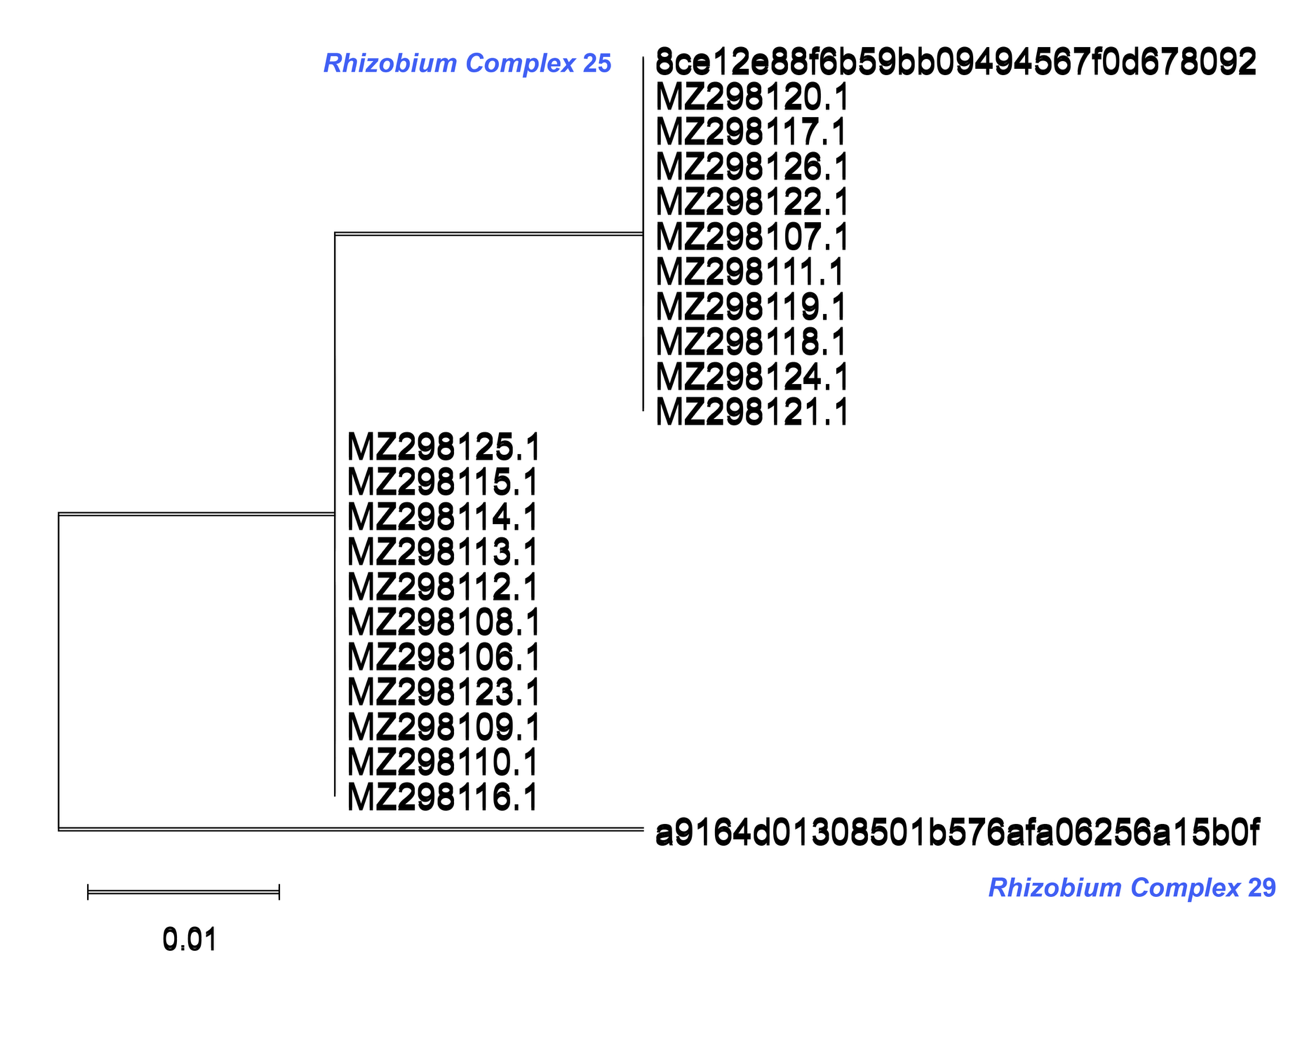 Rhizobium Complex 25
8ce12e88f6b59bb09494567f0d678092
MZ298120.1
MZ298117.1
MZ298126.1
MZ298122.1
MZ298107.1
MZ298111.1
MZ298119.1
MZ298118.1
MZ298124.1
MZ298121.1
MZ298125.1
MZ298115.1
MZ298114.1
MZ298113.1
MZ298112.1
MZ298108.1
MZ298106.1
MZ298123.1
MZ298109.1
MZ298110.1
MZ298116.1
a9164d01308501b576afa06256a15b0f
Rhizobium Complex 29
0.01